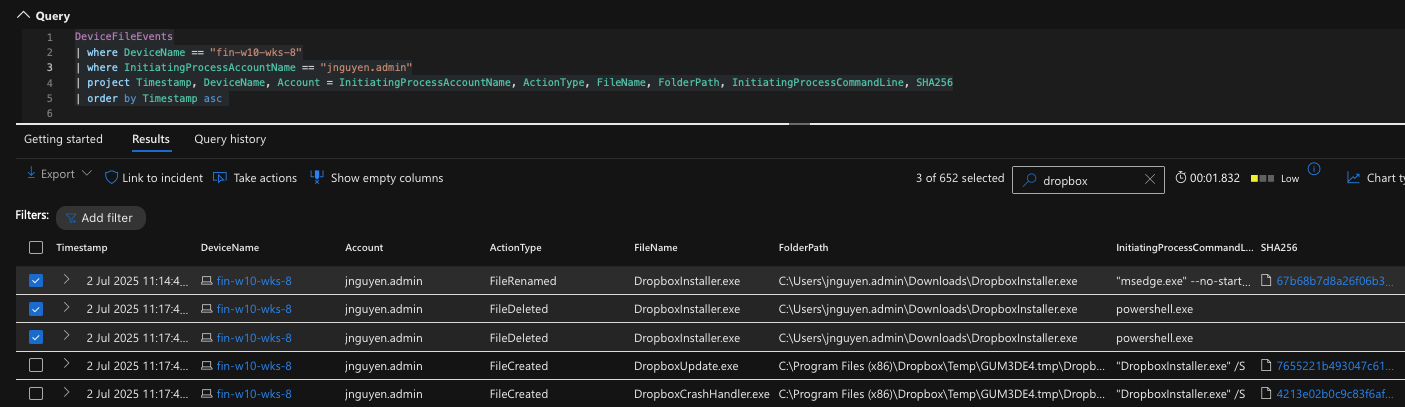 Query
1 DeviceFileEvents
2 | where DeviceName == "fin-w10-wks-8"
3 | where InitiatingProcessAccountName == "jnguyen.admin"
4 | project Timestamp, DeviceName, Account = InitiatingProcessAccountName, ActionType, FileName, FolderPath, InitiatingProcessCommandLine, SHA256
5 | order by Timestamp asc
6
Getting started Results Query history
Export Link to incident Take actions Show empty columns 3 of 652 selected dropbox 00:01.832 Low Chart ty
Filters: Add filter
Timestamp DeviceName Account ActionType FileName FolderPath InitiatingProcessCommandL... SHA256
2 Jul 2025 11:14:4... fin-w10-wks-8 jnguyen.admin FileRenamed DropboxInstaller.exe C:\Users\jnguyen.admin\Downloads\DropboxInstaller.exe "msedge.exe" --no-start... 67b68b7d8a26f06b3...
2 Jul 2025 11:17:4... fin-w10-wks-8 jnguyen.admin FileDeleted DropboxInstaller.exe C:\Users\jnguyen.admin\Downloads\DropboxInstaller.exe powershell.exe
2 Jul 2025 11:17:4... fin-w10-wks-8 jnguyen.admin FileDeleted DropboxInstaller.exe C:\Users\jnguyen.admin\Downloads\DropboxInstaller.exe powershell.exe
2 Jul 2025 11:17:4... fin-w10-wks-8 jnguyen.admin FileCreated DropboxUpdate.exe C:\Program Files (x86)\Dropbox\Temp\GUM3DE4.tmp\Dropb... "DropboxInstaller.exe" /S 7655221b493047c61...
2 Jul 2025 11:17:4... fin-w10-wks-8 jnguyen.admin FileCreated DropboxCrashHandler.exe C:\Program Files (x86)\Dropbox\Temp\GUM3DE4.tmp\Dropb... "DropboxInstaller.exe" /S 4213e02b0c9c83f6af...